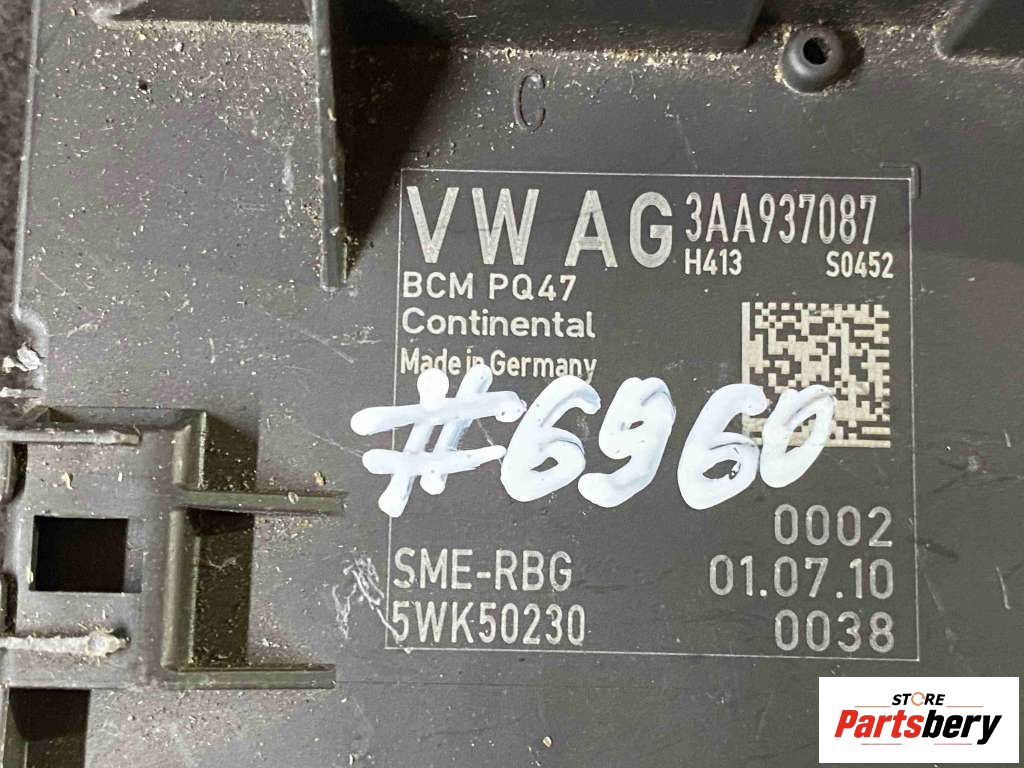 C
VW AG 3AA937087
H413 S0452
BCM PQ47
Continental
Made in Germany
#6960
0002
SME-RBG 01.07.10
5WK50230 0038
STORE
Partsbery